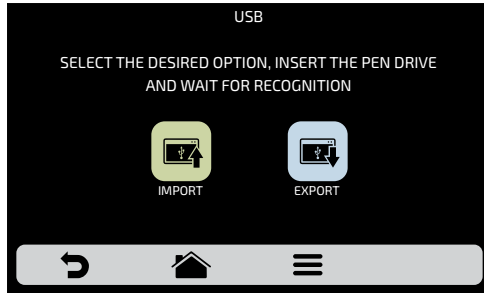 USB
SELECT THE DESIRED OPTION, INSERT THE PEN DRIVE
AND WAIT FOR RECOGNITION
IMPORT
EXPORT